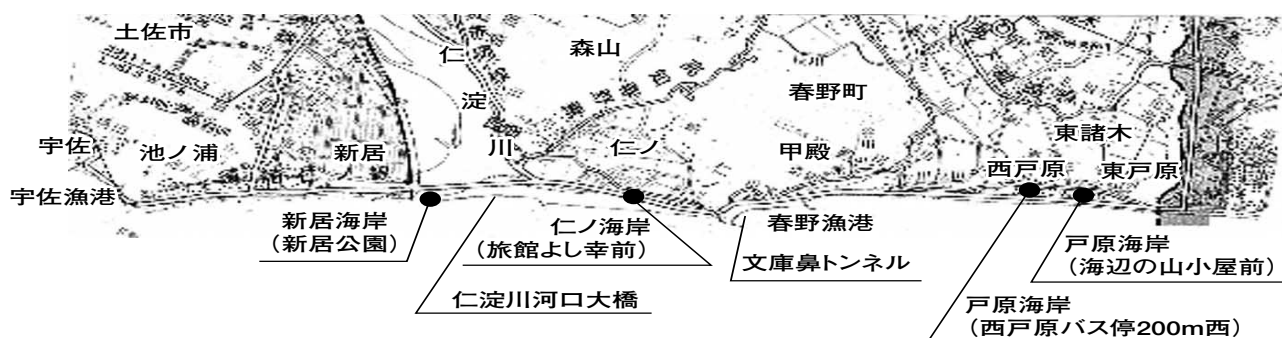 土佐市
仁淀川
森山
春野町
宇佐
池ノ浦
新居
仁ノ
甲殿
東諸木
西戸原
東戸原
宇佐漁港
新居海岸
(新居公園)
仁ノ海岸
(旅館よし幸前)
春野漁港
文庫鼻トンネル
仁淀川河口大橋
戸原海岸
(海辺の山小屋前)
戸原海岸
(西戸原バス停200m西)